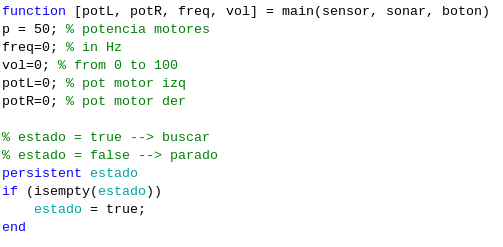 function [potL, potR, freq, vol] = main(sensor, sonar, boton)
p = 50; % potencia motores
freq=0; % in Hz
vol=0; % from 0 to 100
potL=0; % pot motor izq
potR=0; % pot motor der
% estado = true --> buscar
% estado = false --> parado
persistent estado
if (isempty(estado))
    estado = true;
end